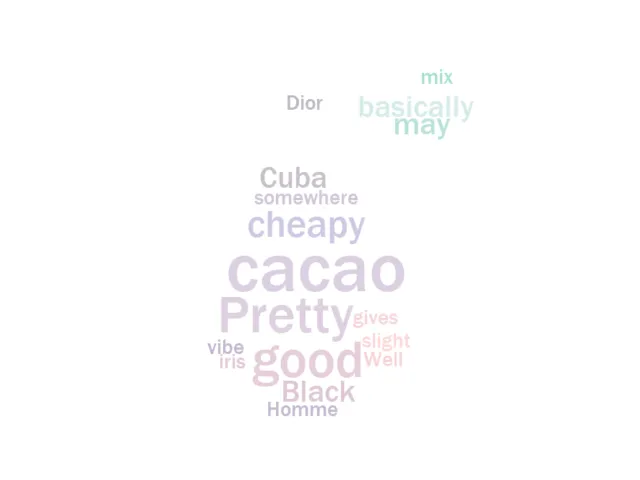 mix
Dior
basically
may
Cuba
somewhere
cheapy
cacao
Pretty gives
slight
vibe
good Well
iris
Black
Homme